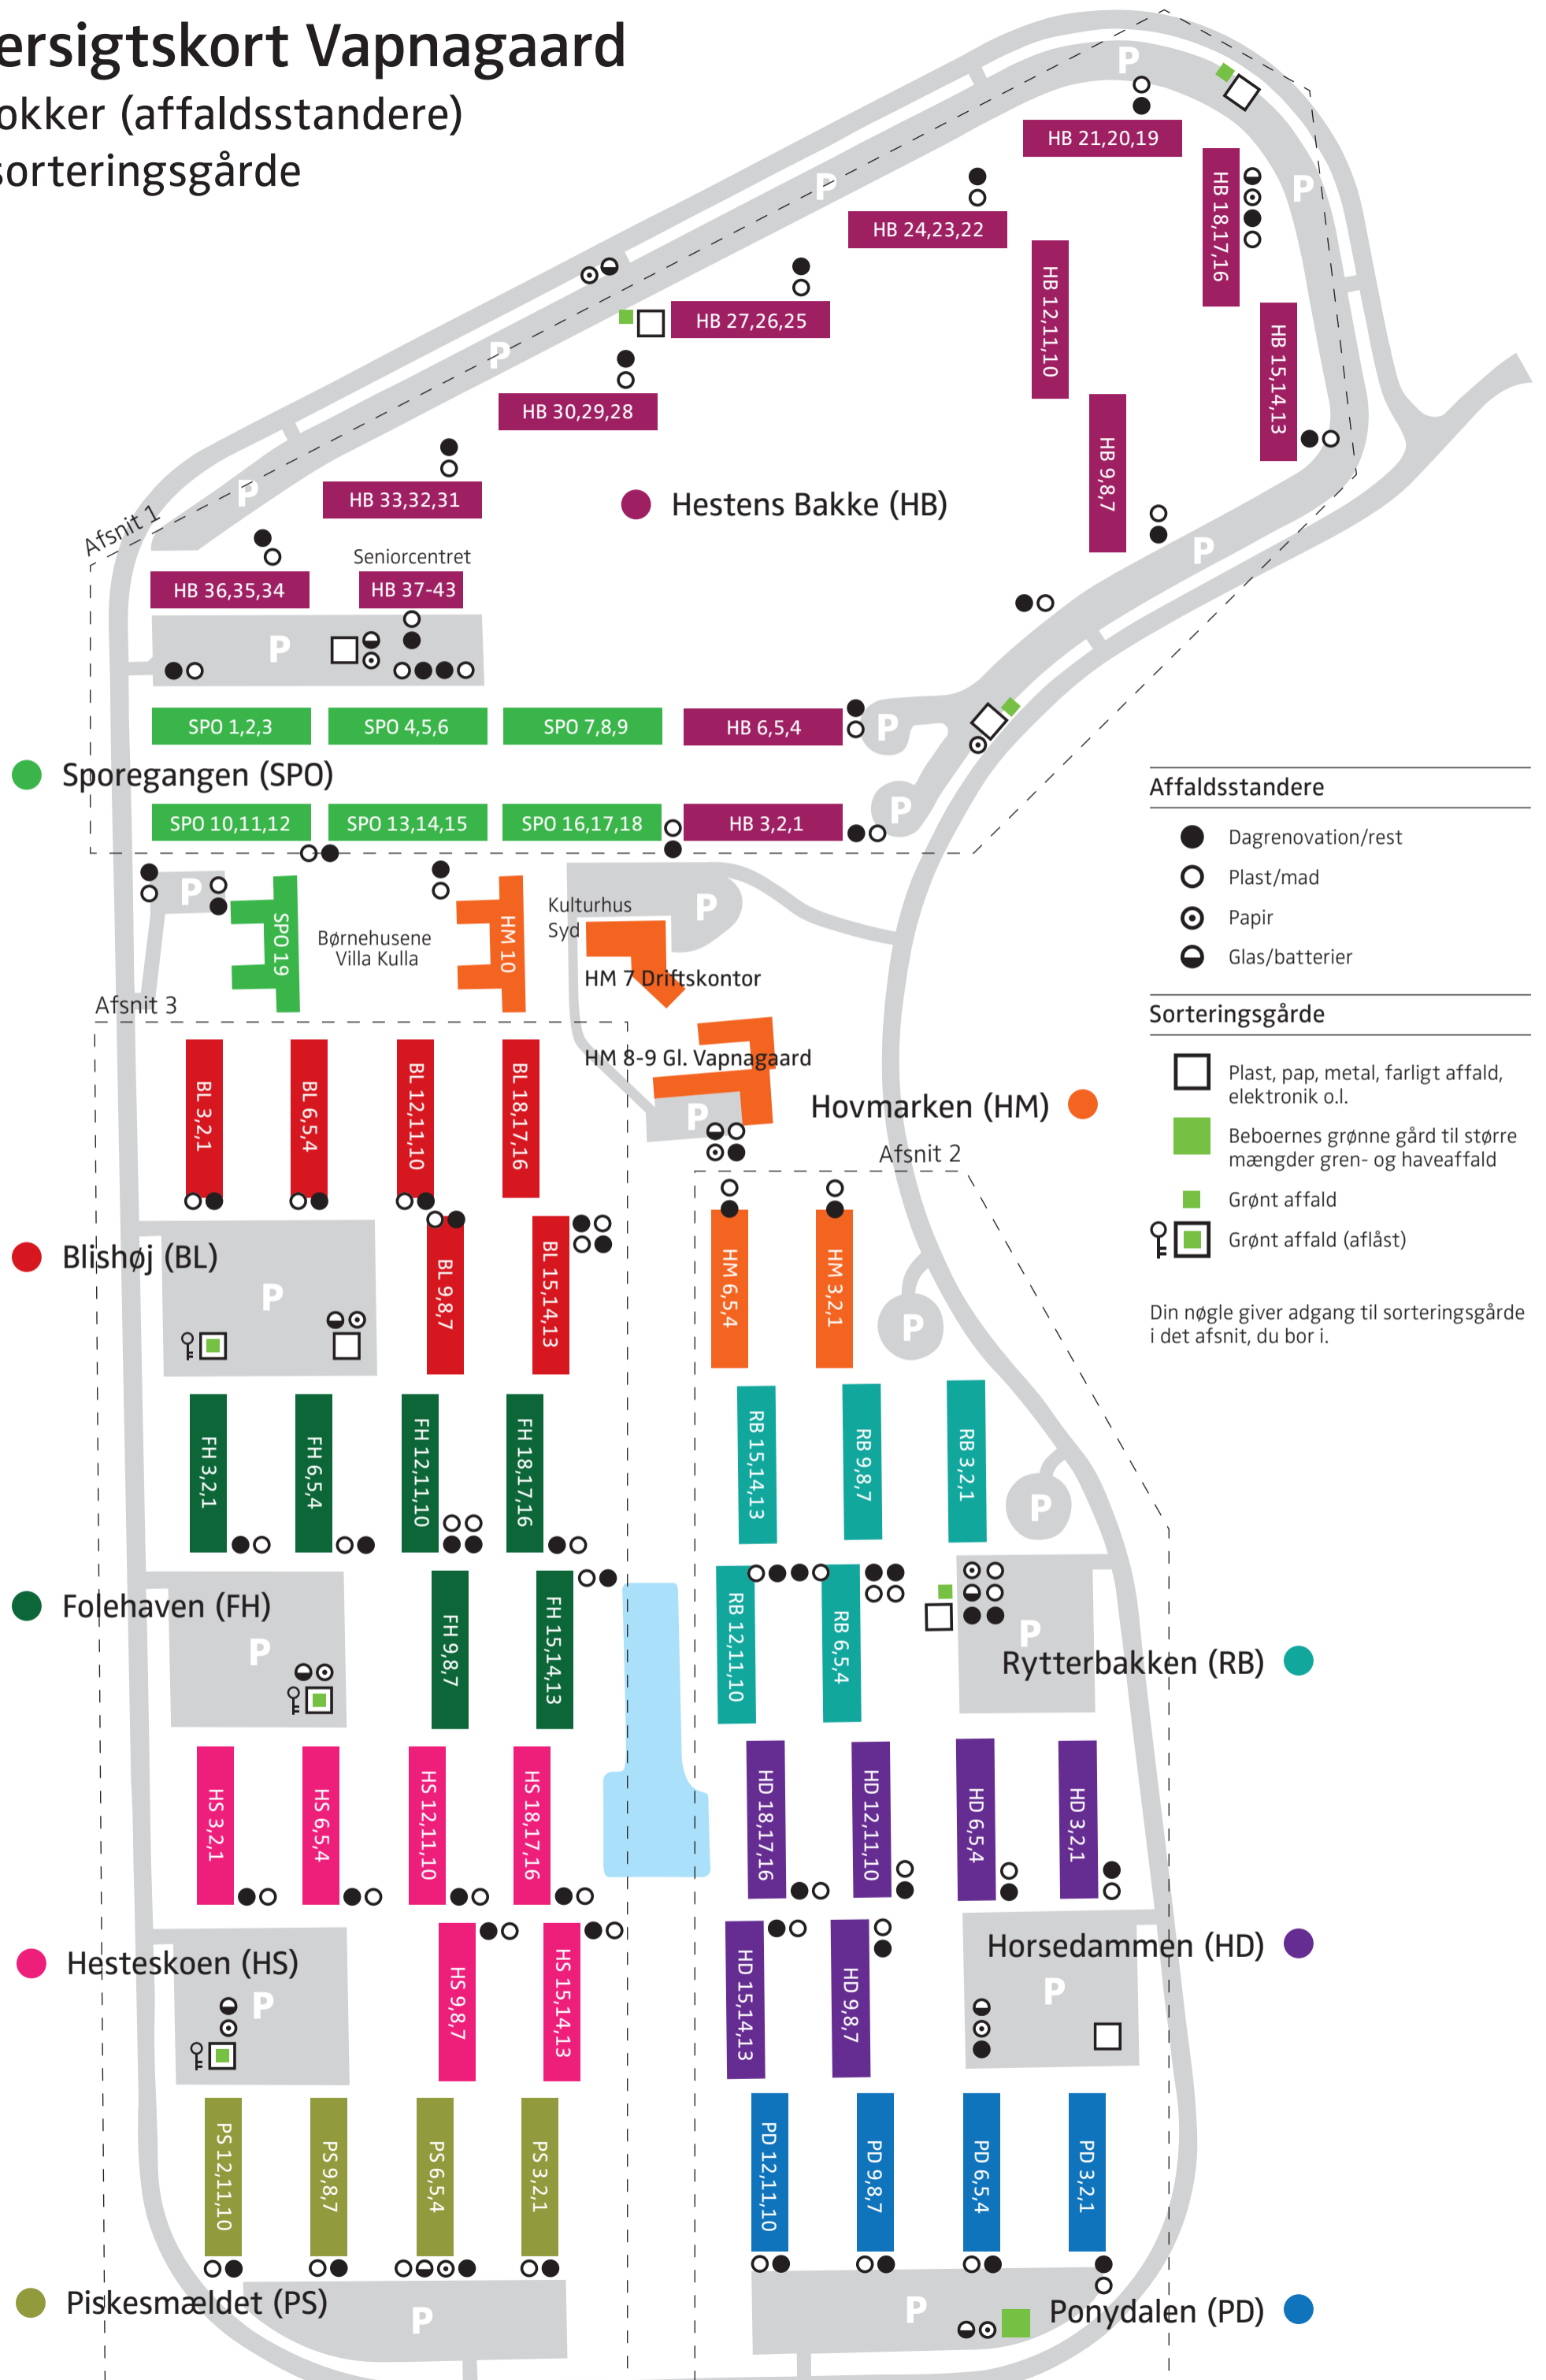 ersigtskort Vapnagaard
okker (affaldsstandere)
sorteringsgårde
P
HB 21,20,19
P
HB 18,17,16
P
HB 24,23,22
HB 12,11,10
HB 27,26,25
HB 15,14,13
P
HB 30,29,28
HB 9,8,7
P
HB 33,32,31
Hestens Bakke (HB)
Afsnit 1
P
Seniorcentret
HB 36,35,34
HB 37-43
P
SPO 1,2,3
SPO 4,5,6
SPO 7,8,9
HB 6,5,4
P
Sporegangen (SPO)
SPO 10,11,12
SPO 13,14,15
SPO 16,17,18
HB 3,2,1
P
Affaldsstandere
Dagrenovation/rest
Plast/mad
Papir
Glas/batterier
Sorteringsgårde
Plast, pap, metal, farligt affald,
elektronik o.l.
Beboernes grønne gård til større
mængder gren- og haveaffald
Grønt affald
Grønt affald (aflåst)
Din nøgle giver adgang til sorteringsgårde
i det afsnit, du bor i.
P
SPO 19
Børnehusene
Villa Kulla
HM 10
Kulturhus
Syd
P
HM 7 Driftskontor
HM 8-9 Gl. Vapnagaard
P
Hovmarken (HM)
Afsnit 3
Afsnit 2
BL 3,2,1
BL 6,5,4
BL 12,11,10
BL 18,17,16
Blishøj (BL)
P
BL 9,8,7
BL 15,14,13
HM 6,5,4
HM 3,2,1
P
FH 3,2,1
FH 6,5,4
FH 12,11,10
FH 18,17,16
RB 15,14,13
RB 9,8,7
RB 3,2,1
P
Folehaven (FH)
P
FH 9,8,7
FH 15,14,13
RB 12,11,10
RB 6,5,4
P
Rytterbakken (RB)
HS 3,2,1
HS 6,5,4
HS 12,11,10
HS 18,17,16
HD 18,17,16
HD 12,11,10
HD 6,5,4
HD 3,2,1
Hesteskoen (HS)
P
HS 9,8,7
HS 15,14,13
HD 15,14,13
HD 9,8,7
Horsedammen (HD)
P
PS 12,11,10
PS 9,8,7
PS 6,5,4
PS 3,2,1
PD 12,11,10
PD 9,8,7
PD 6,5,4
PD 3,2,1
Piskesmældet (PS)
P
P
Ponydalen (PD)